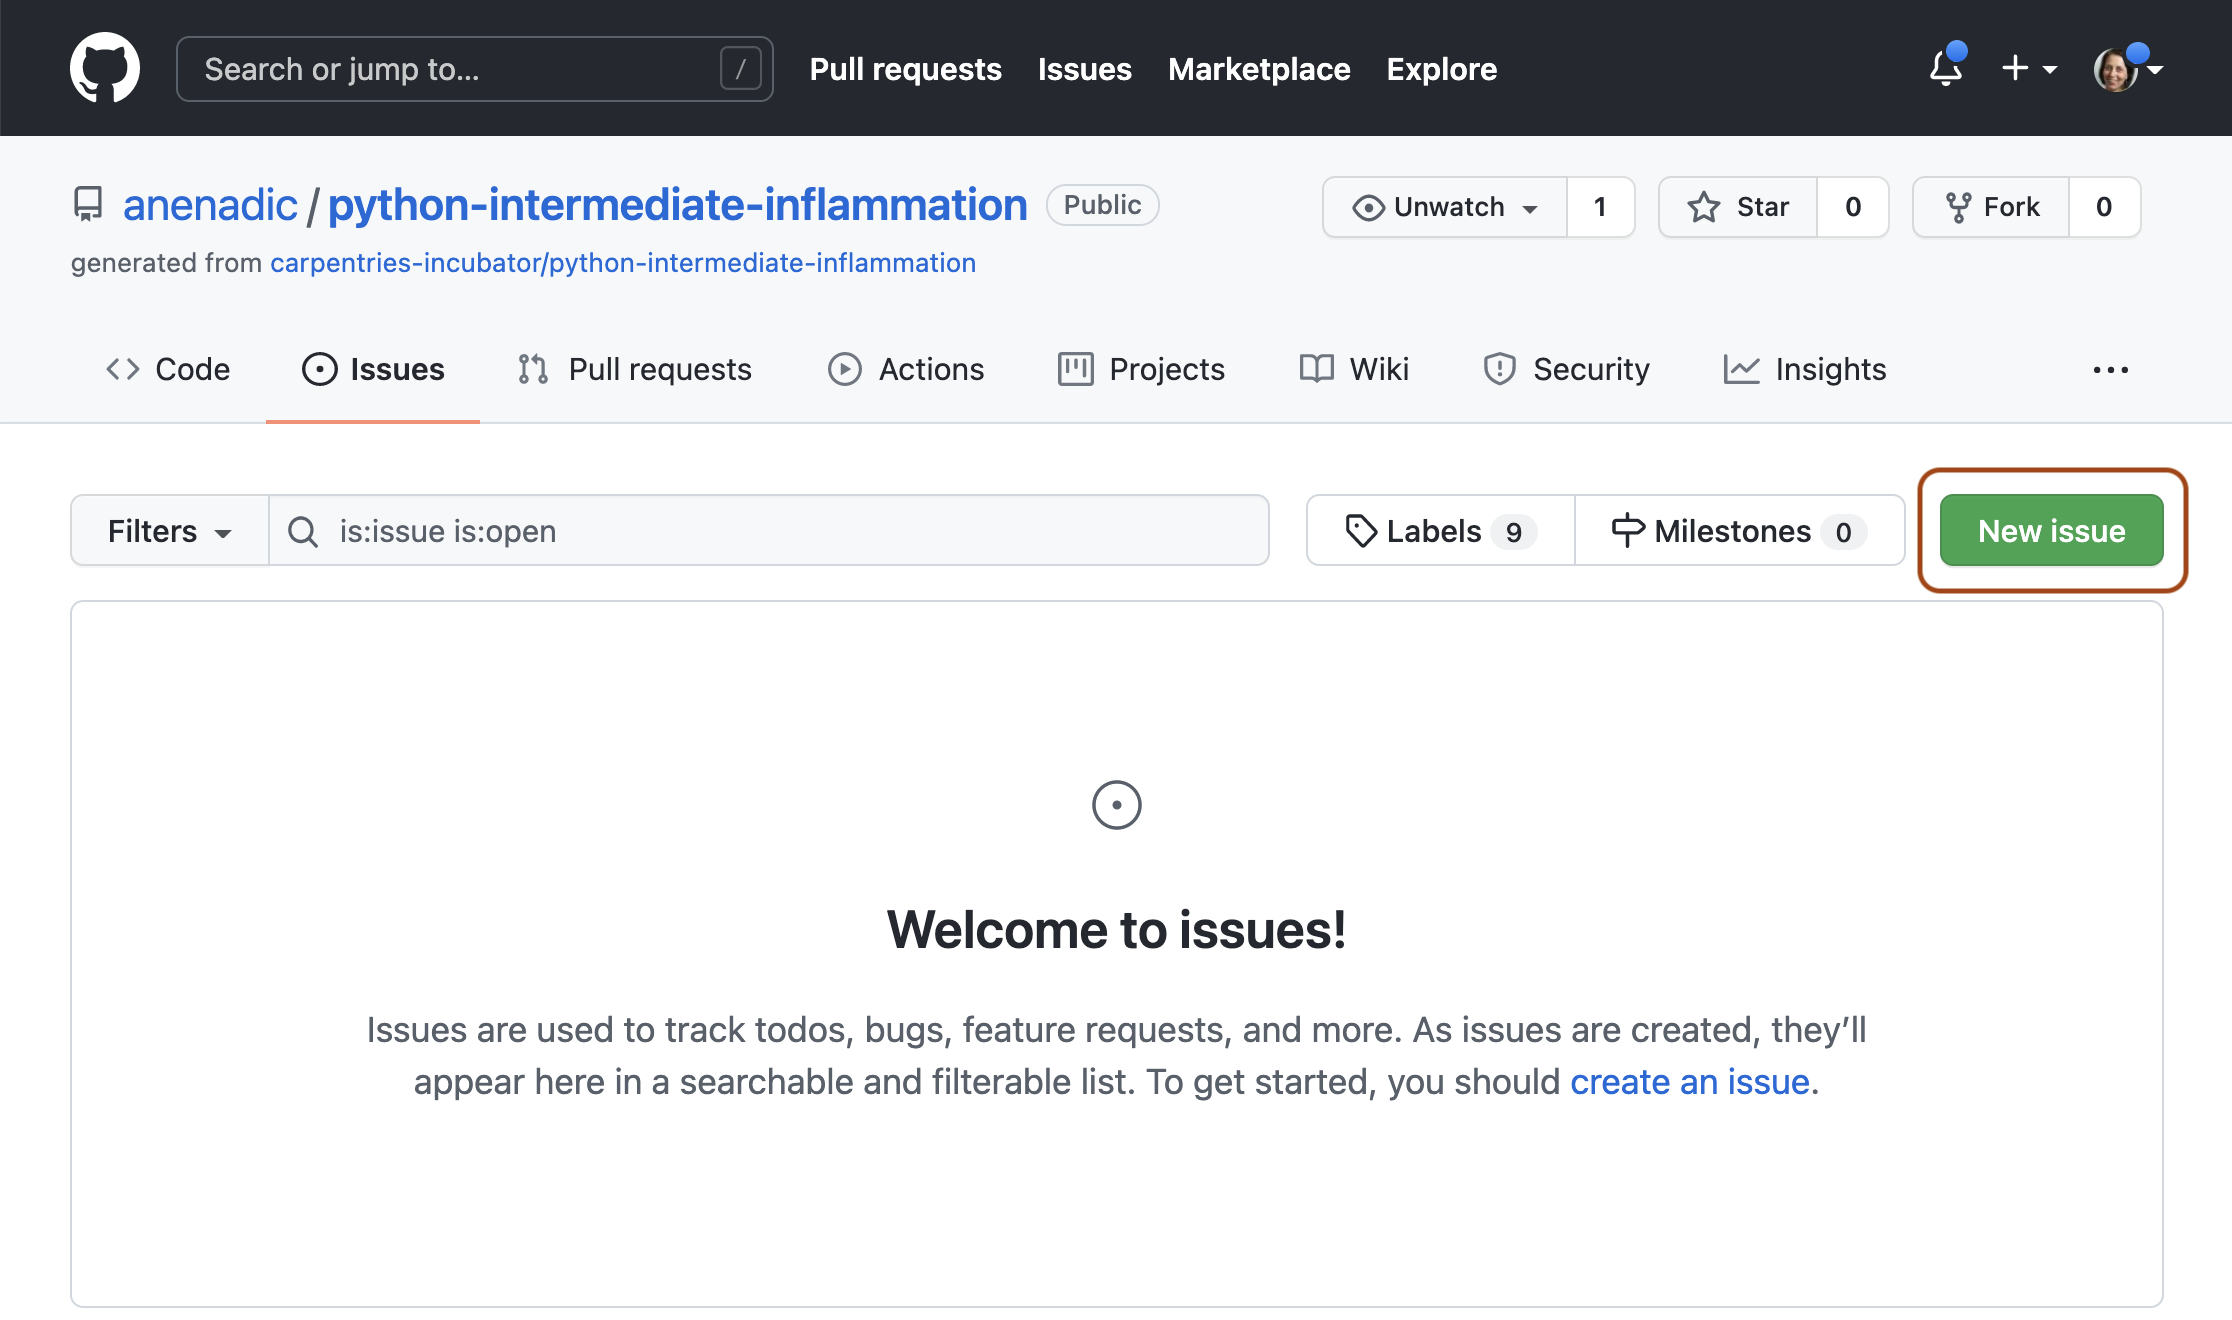 Search or jump to... / Pull requests Issues Marketplace Explore
anenadic / python-intermediate-inflammation Public Unwatch 1 Star 0 Fork 0
generated from carpentries-incubator/python-intermediate-inflammation
Code Issues Pull requests Actions Projects Wiki Security Insights ...
Filters is:issue is:open Labels 9 Milestones 0 New issue
Welcome to issues!
Issues are used to track todos, bugs, feature requests, and more. As issues are created, they’ll
appear here in a searchable and filterable list. To get started, you should create an issue.